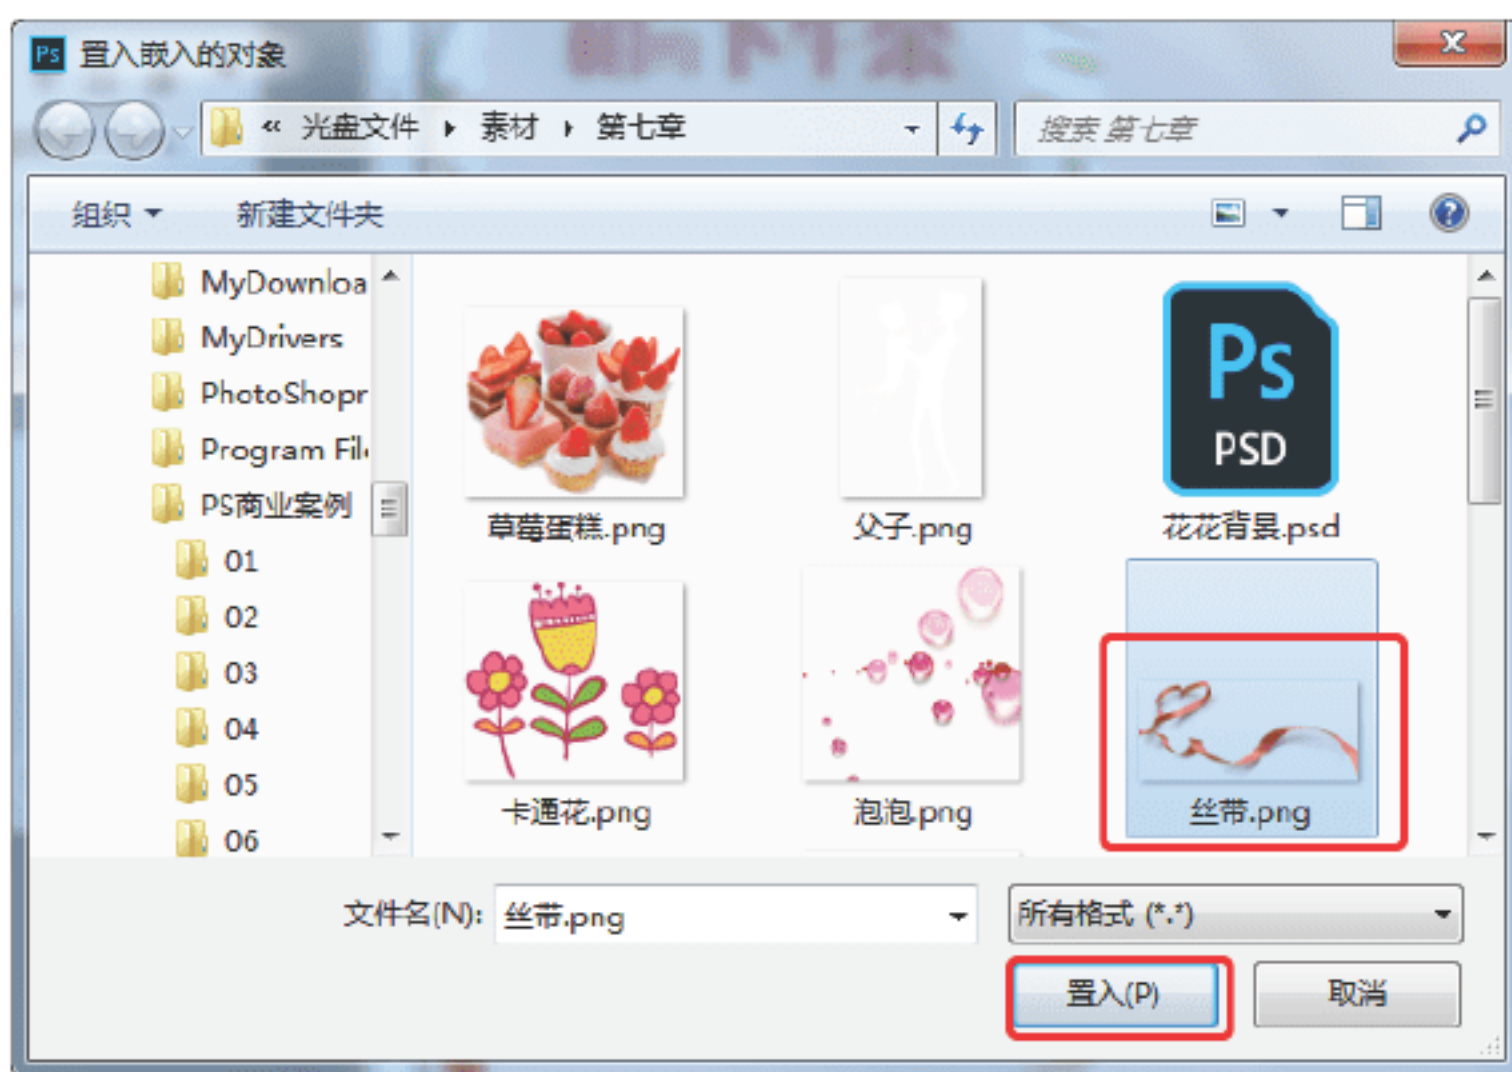 Ps 置入嵌入的对象
« 光盘文件 ▸ 素材 ▸ 第七章
搜索 第七章
组织 新建文件夹
MyDownloa
MyDrivers
PhotoShopr
Program Fil
PS商业案例
01
02
03
04
05
06
Ps
PSD
草莓蛋糕.png 父子.png 花花背景.psd
卡通花.png 泡泡.png 丝带.png
文件名(N): 丝带.png 所有格式 (*.*)
置入(P) 取消